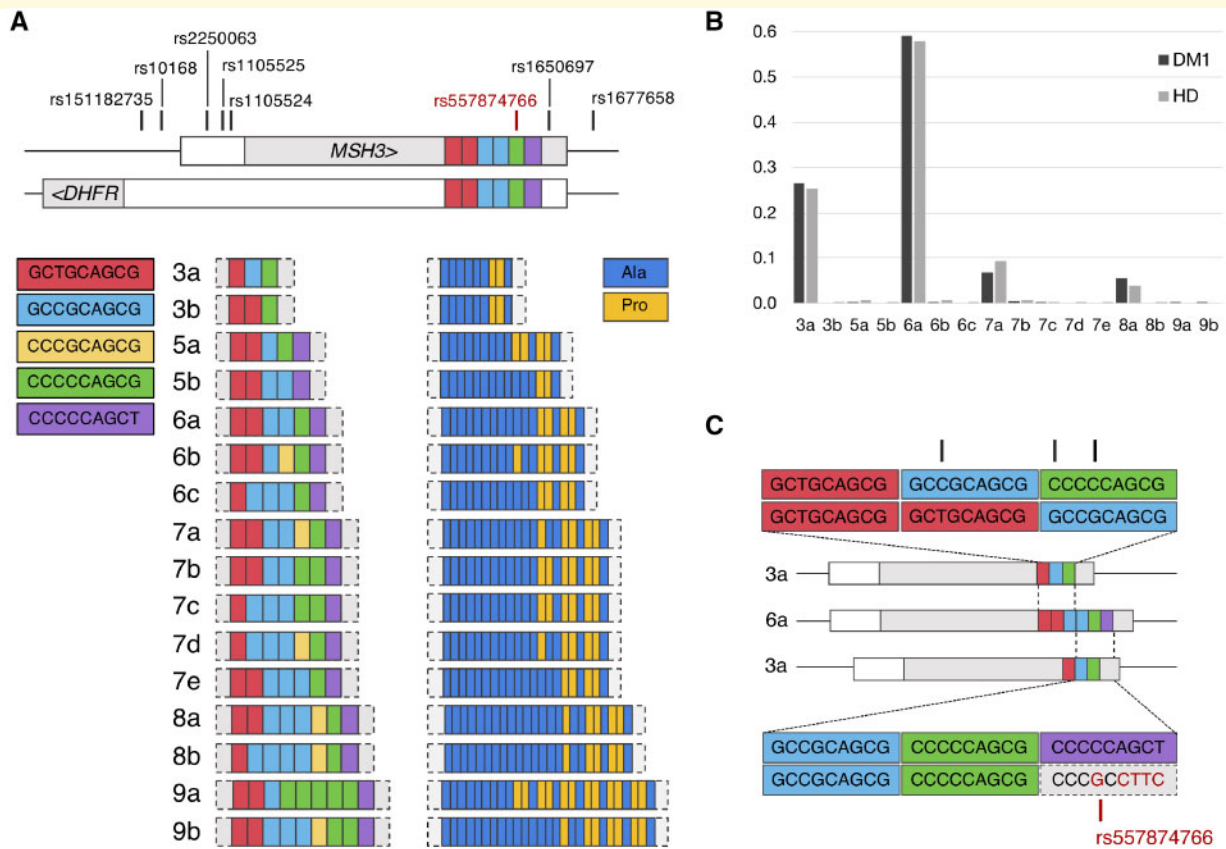 A
rs2250063
rs10168
rs1105525
rs1650697
rs151182735
rs1105524
rs557874766
rs1677658
MSH3>
<DHFR
GCTGCAGCG
GCCGCAGCG
CCCGCAGCG
CCCCCAGCG
CCCCCAGCT
3a
3b
5a
5b
6a
6b
6c
7a
7b
7c
7d
7e
8a
8b
9a
9b
Ala
Pro
B
0.6
0.5
0.4
0.3
0.2
0.1
0.0
DM1
HD
3a 3b 5a 5b 6a 6b 6c 7a 7b 7c 7d 7e 8a 8b 9a 9b
C
GCTGCAGCG GCCGCAGCG CCCCCAGCG
GCTGCAGCG GCTGCAGCG GCCGCAGCG
3a
6a
3a
GCCGCAGCG CCCCCAGCG CCCCCAGCT
GCCGCAGCG CCCCCAGCG CCCGCCTTC
rs557874766